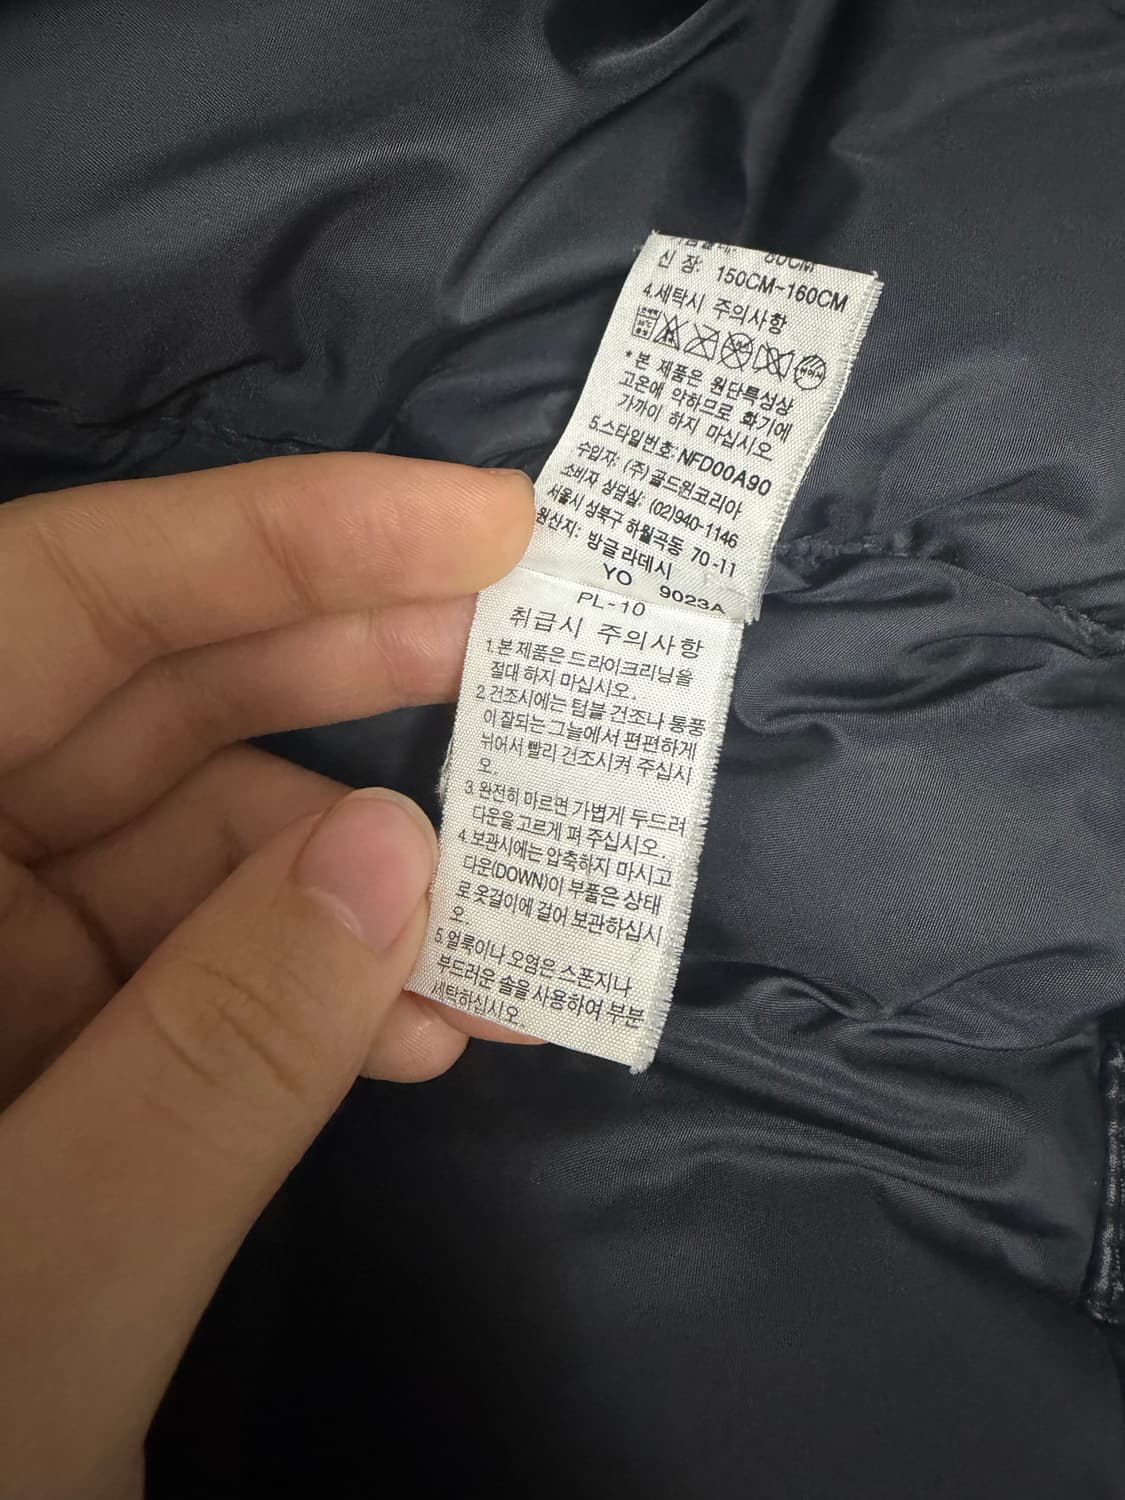 80CM
신 장: 150CM~160CM
4.세탁시 주의사항
*본 제품은 원단특성상
고온에 약하므로 화기에
가까이 하지 마십시오
5.스타일번호: NFD00A90
수입자: (주)골드윈코리아
소비자 상담실: (02)940-1146
서울시 성북구 하월곡동 70-11
원산지: 방글라데시
YO 9023A
PL-10
취급시 주의사항
1.본 제품은 드라이크리닝을
절대 하지 마십시오.
2.건조시에는 텀블 건조나 통풍
이 잘되는 그늘에서 편편하게
뉘어서 빨리 건조시켜 주십시
오.
3.완전히 마르면 가볍게 두드려
다운을 고르게 펴 주십시오.
4.보관시에는 압축하지 마시고
다운(DOWN)이 부풀은 상태
로 옷걸이에 걸어 보관하십시
오.
5.얼룩이나 오염은 스폰지나
부드러운 솔을 사용하여 부분
세탁하십시오.